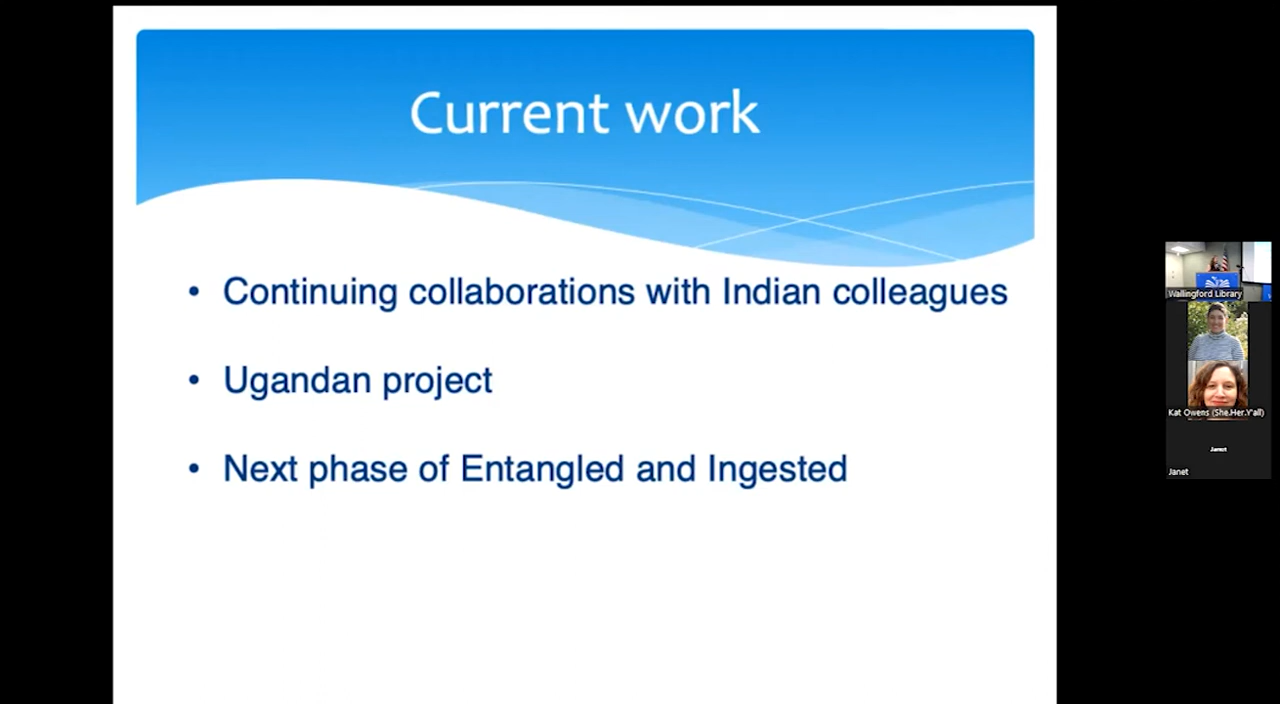 Current work
• Continuing collaborations with Indian colleagues
• Ugandan project
• Next phase of Entangled and Ingested
Wallingford Library
Kat Owens (She.Her.Y'all)
Janet
Janet